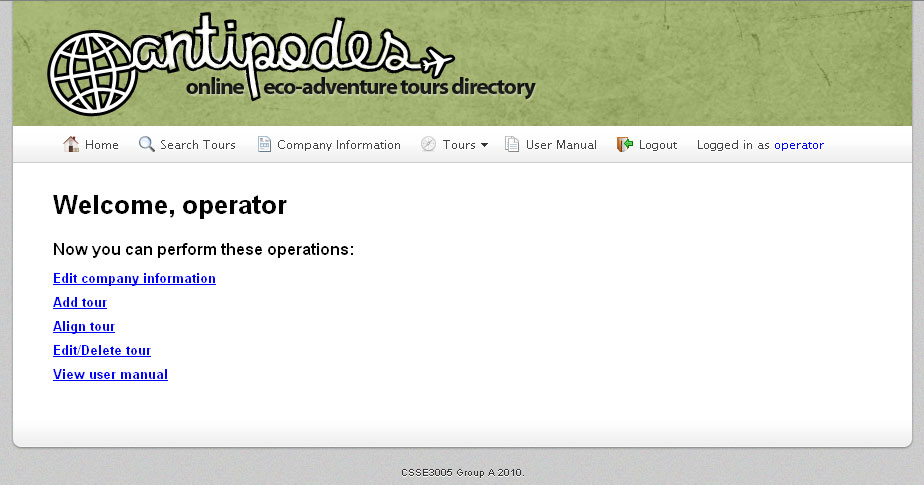 antipodes
online eco-adventure tours directory
Home Search Tours Company Information Tours User Manual Logout Logged in as operator
Welcome, operator
Now you can perform these operations:
Edit company information
Add tour
Align tour
Edit/Delete tour
View user manual
CSSE3005 Group A 2010.